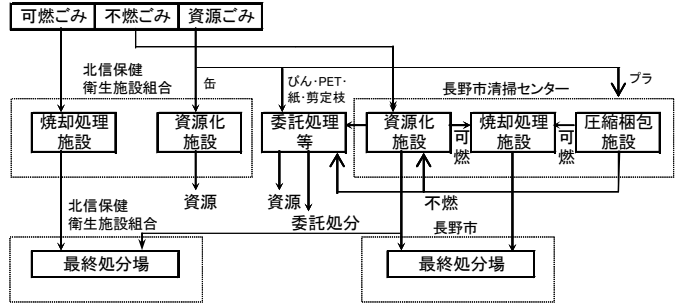 可燃ごみ 不燃ごみ 資源ごみ
北信保健
衛生施設組合
缶
びん・PET・
紙・剪定枝
長野市清掃センター
プラ
焼却処理
施設
資源化
施設
委託処理
等
資源化
施設
可燃
焼却処理
施設
可燃
圧縮梱包
施設
資源
資源
委託処分
不燃
北信保健
衛生施設組合
長野市
最終処分場
最終処分場